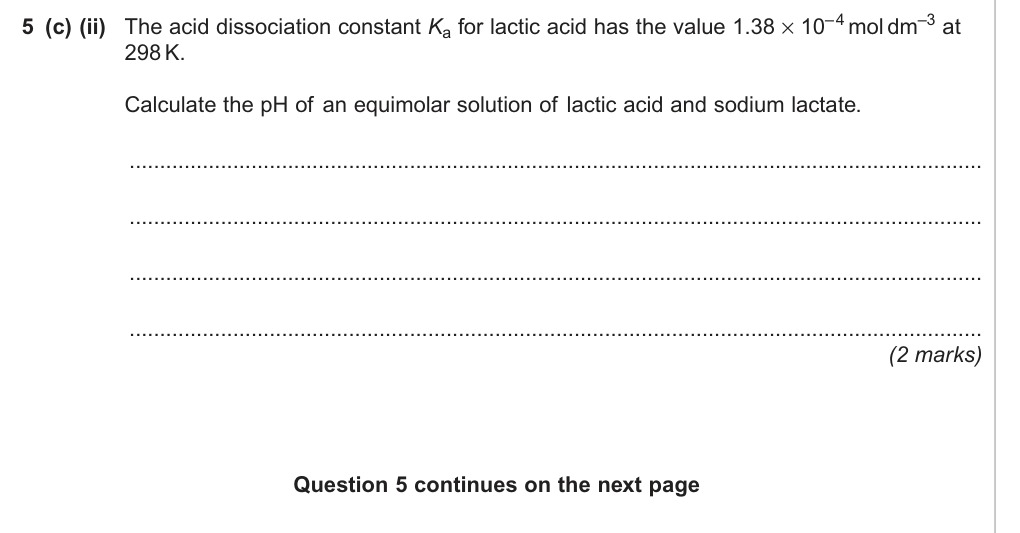 5 (c) (ii) The acid dissociation constant Kₐ for lactic acid has the value 1.38 × 10⁻⁴ mol dm⁻³ at
298 K.
Calculate the pH of an equimolar solution of lactic acid and sodium lactate.
....................................................................................................
....................................................................................................
....................................................................................................
....................................................................................................
(2 marks)
Question 5 continues on the next page